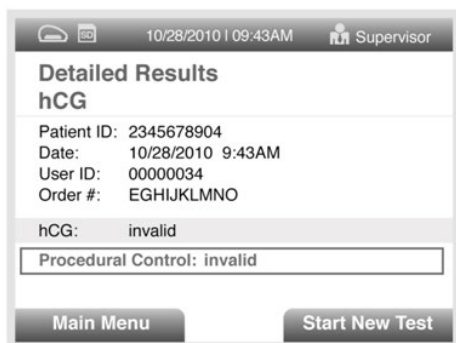 SD 10/28/2010 | 09:43AM Supervisor
Detailed Results
hCG
Patient ID: 2345678904
Date: 10/28/2010 9:43AM
User ID: 00000034
Order #: EGHIJKLMNO
hCG: invalid
Procedural Control: invalid
Main Menu Start New Test